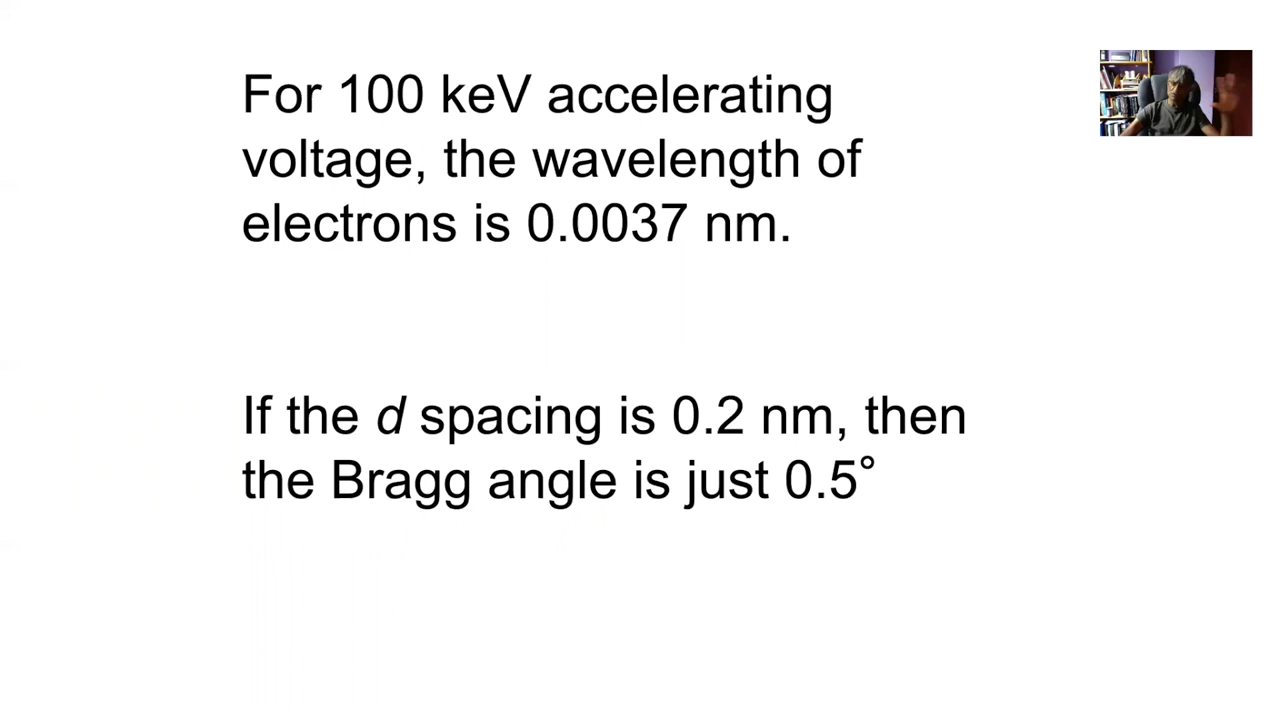 For 100 keV accelerating
voltage, the wavelength of
electrons is 0.0037 nm.
If the d spacing is 0.2 nm, then
the Bragg angle is just 0.5°